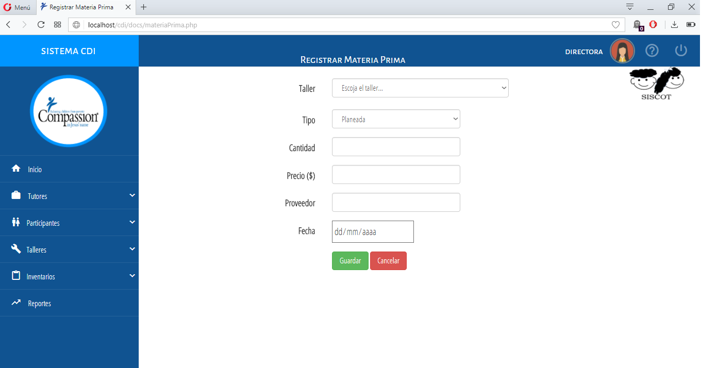 Menú
Registrar Materia Prima
localhost/cdi/docs/materiaPrima.php
SISTEMA CDI
REGISTRAR MATERIA PRIMA
DIRECTORA
Compassion
SISCOT
Inicio
Tutores
Participantes
Talleres
Inventarios
Reportes
Taller
Escoja el taller...
Tipo
Planeada
Cantidad
Precio ($)
Proveedor
Fecha
dd/mm/aaaa
Guardar
Cancelar